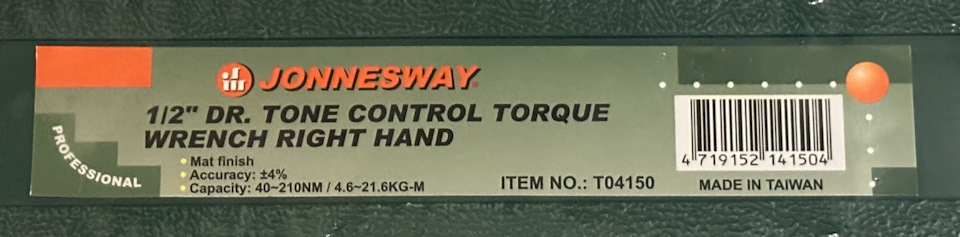 JONNESWAY
1/2" DR. TONE CONTROL TORQUE
WRENCH RIGHT HAND
PROFESSIONAL
• Mat finish
• Accuracy: ±4%
• Capacity: 40~210NM / 4.6~21.6KG-M
ITEM NO.: T04150
4 719152 141504
MADE IN TAIWAN